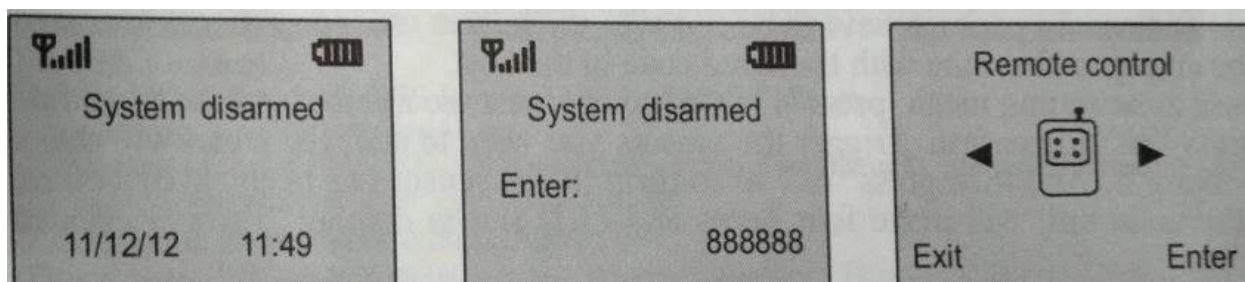 System disarmed
11/12/12 11:49
System disarmed
Enter:
888888
Remote control
Exit Enter